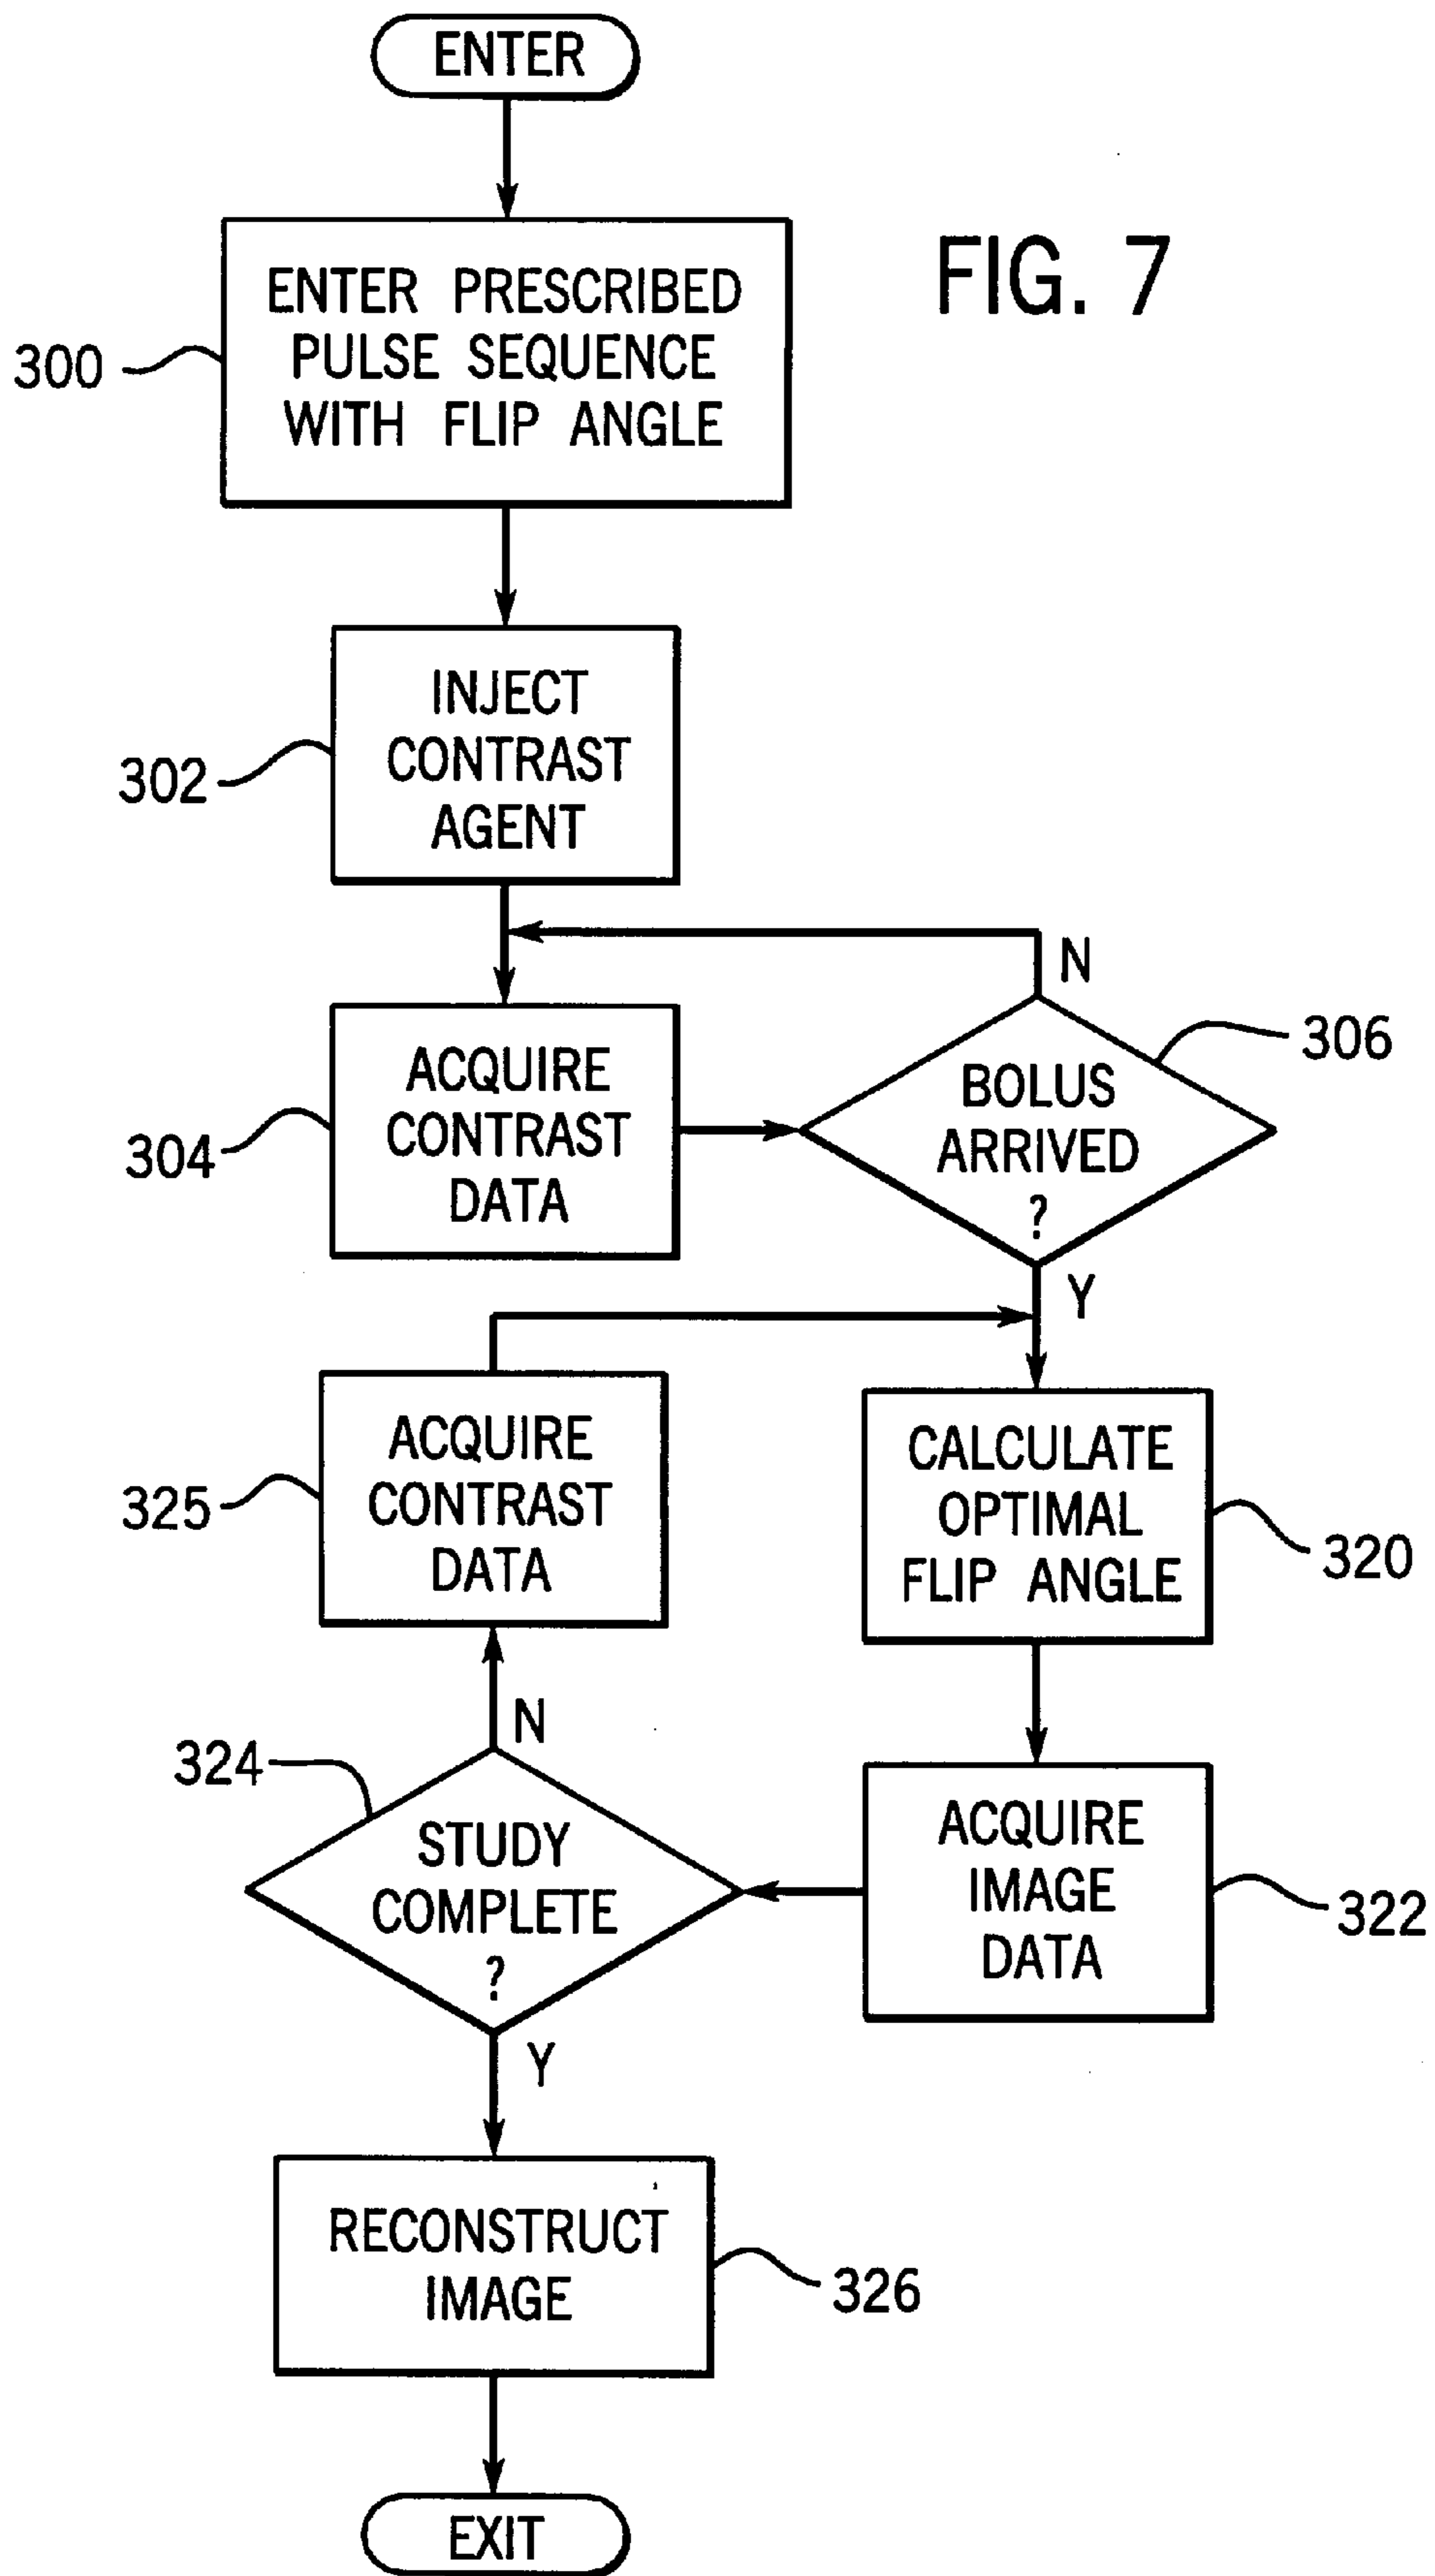 ENTER
FIG. 7
ENTER PRESCRIBED
PULSE SEQUENCE
WITH FLIP ANGLE
300
INJECT
CONTRAST
AGENT
302
N
306
ACQUIRE
CONTRAST
DATA
304
BOLUS
ARRIVED
?
Y
ACQUIRE
CONTRAST
DATA
325
CALCULATE
OPTIMAL
FLIP ANGLE
320
N
324
STUDY
COMPLETE
?
ACQUIRE
IMAGE
DATA
322
Y
RECONSTRUCT
IMAGE
326
EXIT